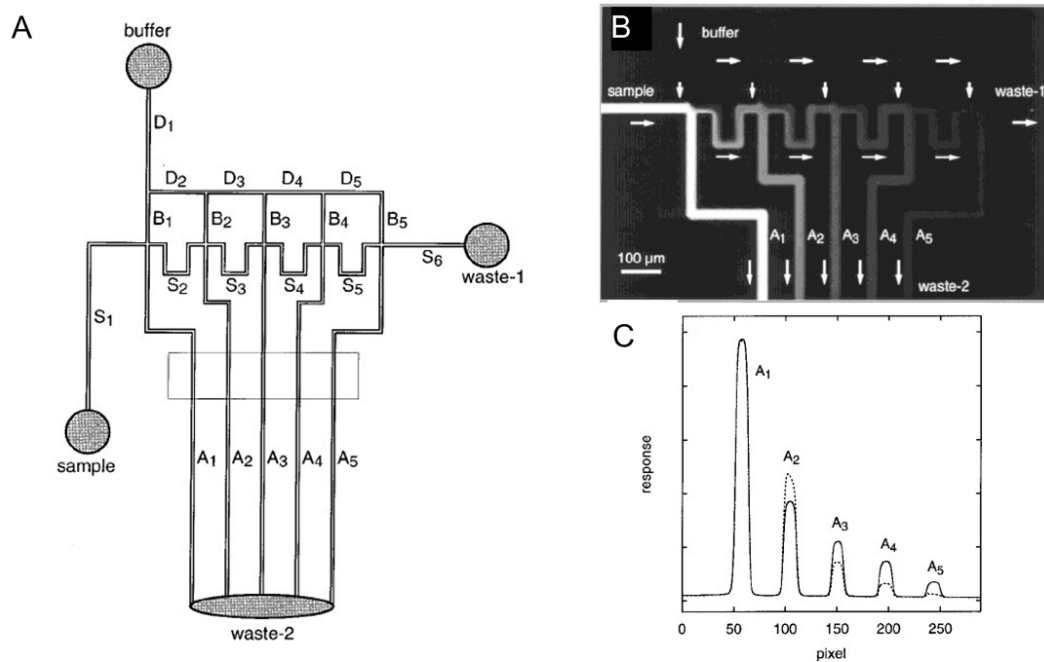 A
buffer
D1
D2 D3 D4 D5
B1 B2 B3 B4 B5
S6
waste-1
S2 S3 S4 S5
S1
sample
A1 A2 A3 A4 A5
waste-2
B
buffer
sample
waste-1
A1 A2 A3 A4 A5
100 μm
waste-2
C
A1
A2
A3
A4
A5
response
0 50 100 150 200 250
pixel